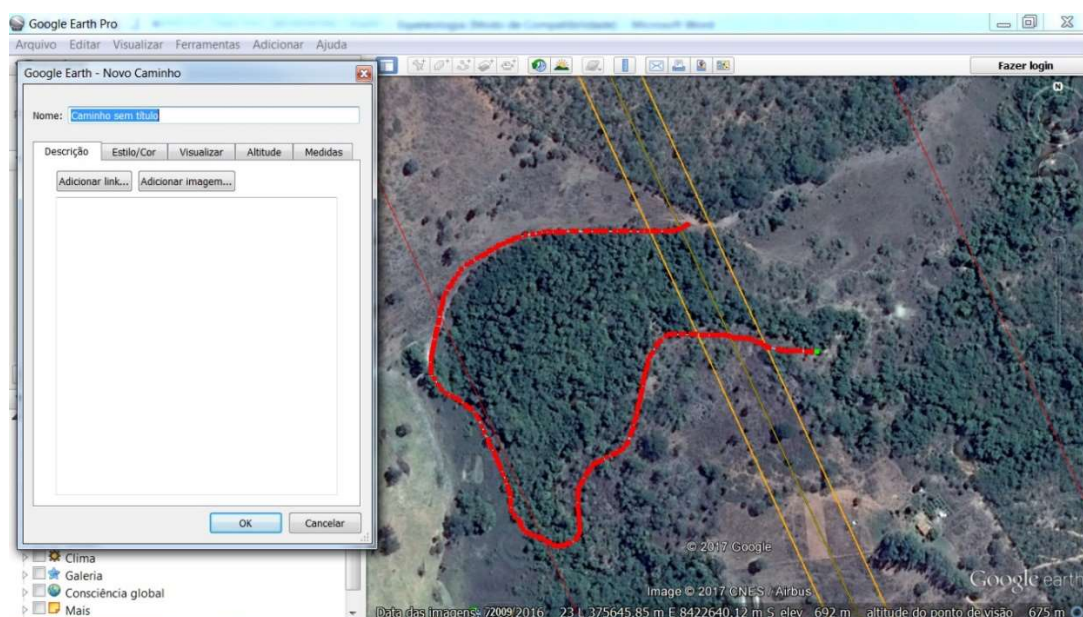 Google Earth Pro
Arquivo Editar Visualizar Ferramentas Adicionar Ajuda
Google Earth - Novo Caminho
Fazer login
N
Nome: Caminho sem título
Descrição Estilo/Cor Visualizar Altitude Medidas
Adicionar link... Adicionar imagem...
OK Cancelar
Clima
Galeria
Consciência global
Mais
© 2017 Google
Image © 2017 CNES / Airbus
Google earth
Data das imagens: 2009/2016 23 L 375645.85 m E 8422640.12 m S elev 692 m altitude do ponto de visão 675 m